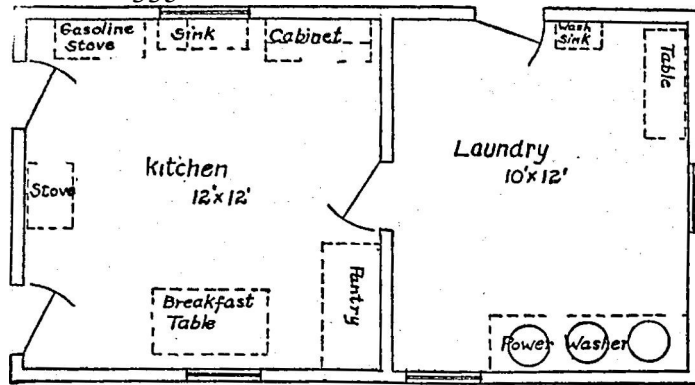 Gasoline
Stove
Sink
Cabinet
Wash
Sink
Table
Kitchen
12'x12'
Laundry
10'x12'
Stove
Pantry
Breakfast
Table
Power Washer